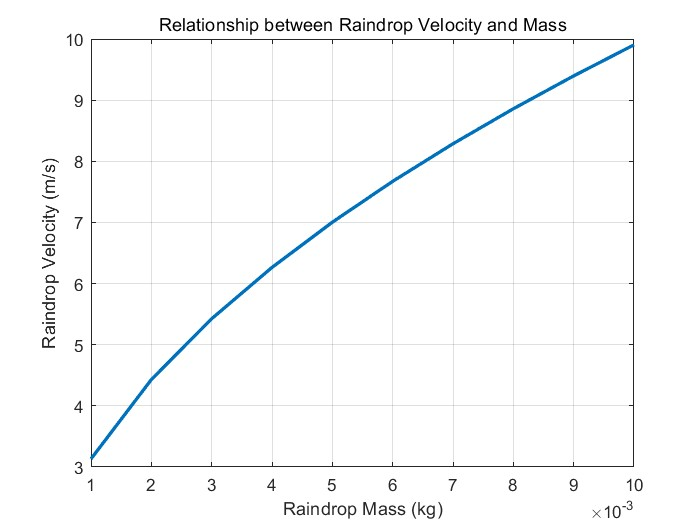 Relationship between Raindrop Velocity and Mass
Raindrop Velocity (m/s)
10
9
8
7
6
5
4
3
1 2 3 4 5 6 7 8 9 10
Raindrop Mass (kg)
×10⁻³